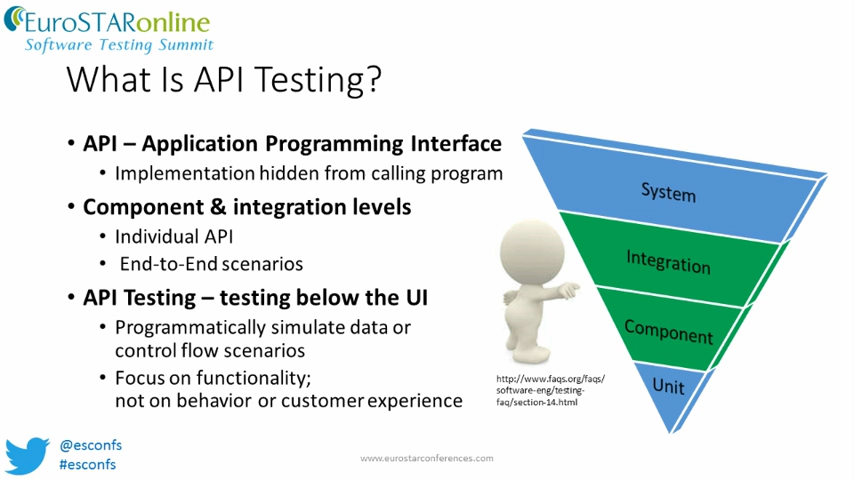 EuroSTARonline
Software Testing Summit
What Is API Testing?
• API – Application Programming Interface
• Implementation hidden from calling program
• Component & integration levels
• Individual API
• End-to-End scenarios
• API Testing – testing below the UI
• Programmatically simulate data or
control flow scenarios
• Focus on functionality;
not on behavior or customer experience
System
Integration
Component
Unit
http://www.faqs.org/faqs/
software-eng/testing-
faq/section-14.html
@esconfs
#esconfs
www.eurostarconferences.com